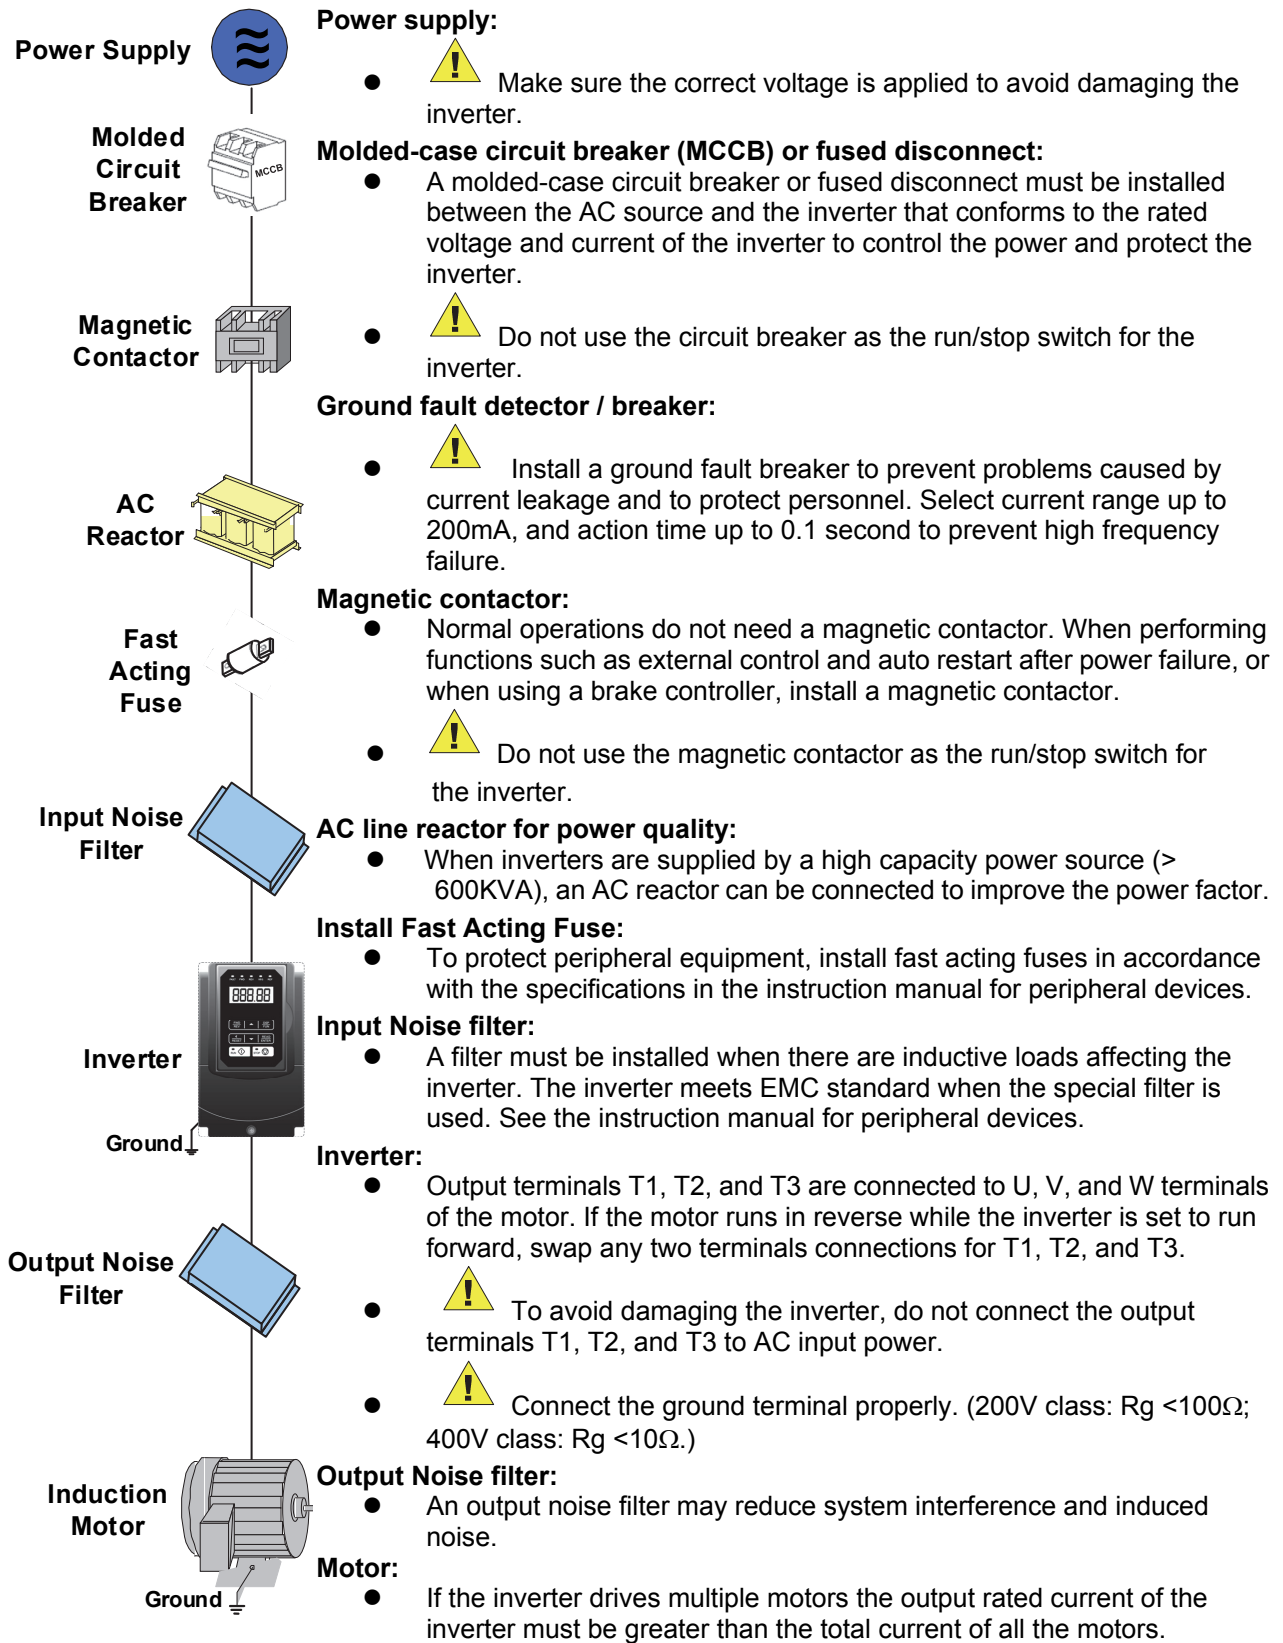 Power Supply
Molded
Circuit
Breaker
MCCB
Magnetic
Contactor
AC
Reactor
Fast
Acting
Fuse
Input Noise
Filter
Inverter
Ground
Output Noise
Filter
Induction
Motor
Ground
Power supply:
● Make sure the correct voltage is applied to avoid damaging the
inverter.
Molded-case circuit breaker (MCCB) or fused disconnect:
● A molded-case circuit breaker or fused disconnect must be installed
between the AC source and the inverter that conforms to the rated
voltage and current of the inverter to control the power and protect the
inverter.
● Do not use the circuit breaker as the run/stop switch for the
inverter.
Ground fault detector / breaker:
● Install a ground fault breaker to prevent problems caused by
current leakage and to protect personnel. Select current range up to
200mA, and action time up to 0.1 second to prevent high frequency
failure.
Magnetic contactor:
● Normal operations do not need a magnetic contactor. When performing
functions such as external control and auto restart after power failure, or
when using a brake controller, install a magnetic contactor.
● Do not use the magnetic contactor as the run/stop switch for
the inverter.
AC line reactor for power quality:
● When inverters are supplied by a high capacity power source (>
600KVA), an AC reactor can be connected to improve the power factor.
Install Fast Acting Fuse:
● To protect peripheral equipment, install fast acting fuses in accordance
with the specifications in the instruction manual for peripheral devices.
Input Noise filter:
● A filter must be installed when there are inductive loads affecting the
inverter. The inverter meets EMC standard when the special filter is
used. See the instruction manual for peripheral devices.
Inverter:
● Output terminals T1, T2, and T3 are connected to U, V, and W terminals
of the motor. If the motor runs in reverse while the inverter is set to run
forward, swap any two terminals connections for T1, T2, and T3.
● To avoid damaging the inverter, do not connect the output
terminals T1, T2, and T3 to AC input power.
● Connect the ground terminal properly. (200V class: Rg <100Ω;
400V class: Rg <10Ω.)
Output Noise filter:
● An output noise filter may reduce system interference and induced
noise.
Motor:
● If the inverter drives multiple motors the output rated current of the
inverter must be greater than the total current of all the motors.